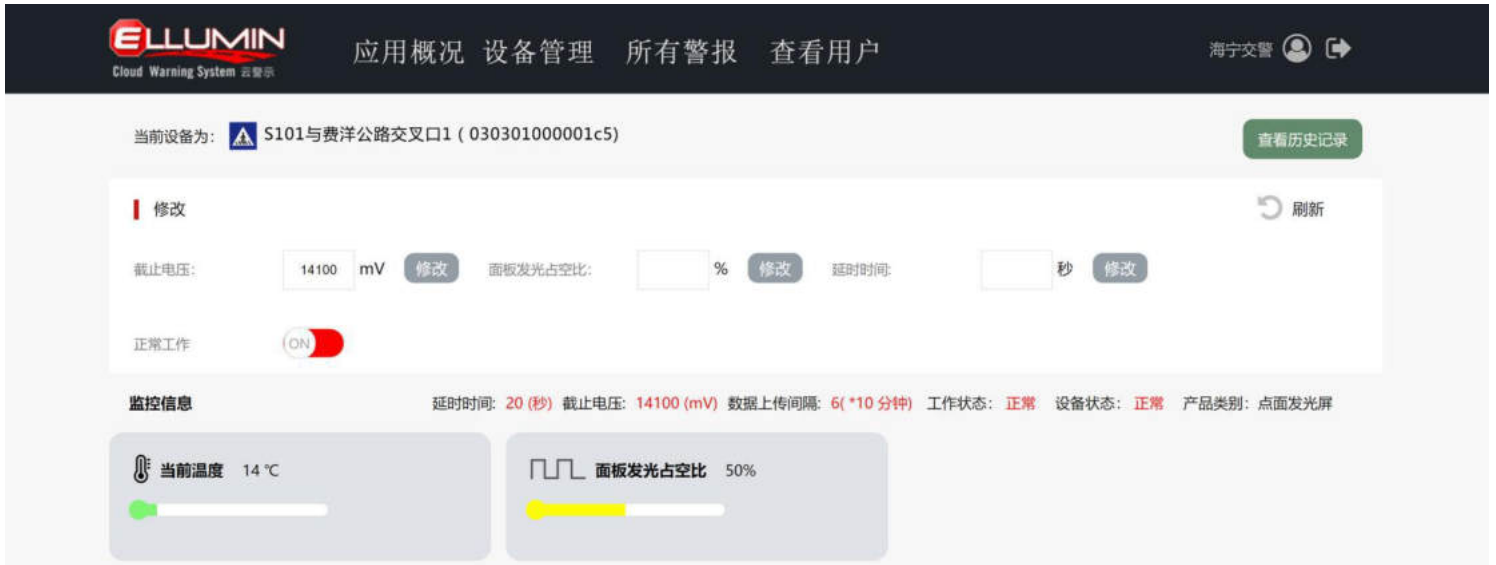 ELLUMIN
Cloud Warning System 云警示
应用概况 设备管理 所有警报 查看用户
海宁交警
当前设备为: S101与费洋公路交叉口1 ( 030301000001c5)
查看历史记录
修改
刷新
截止电压: 14100 mV 修改 面板发光占空比: % 修改 延时时间: 秒 修改
正常工作 ON
监控信息 延时时间: 20 (秒) 截止电压: 14100 (mV) 数据上传间隔: 6( *10 分钟) 工作状态: 正常 设备状态: 正常 产品类别: 点面发光屏
当前温度 14 ℃
面板发光占空比 50%